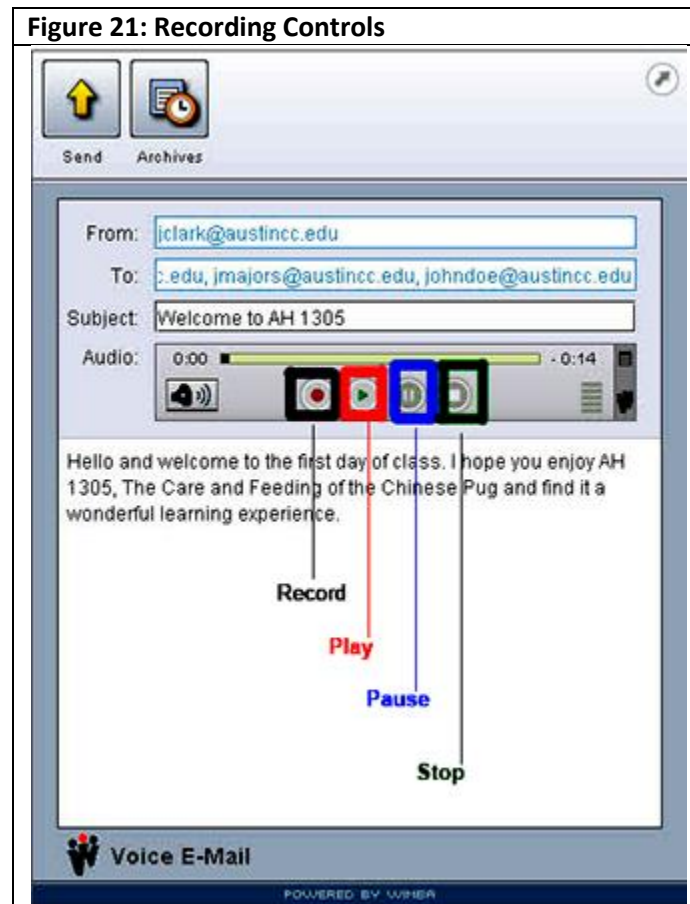 Figure 21: Recording Controls
Send Archives
From: jclark@austincc.edu
To: c.edu, jmajors@austincc.edu, johndoe@austincc.edu
Subject: Welcome to AH 1305
Audio: 0:00 - 0:14
Hello and welcome to the first day of class. I hope you enjoy AH
1305, The Care and Feeding of the Chinese Pug and find it a
wonderful learning experience.
Record
Play
Pause
Stop
Voice E-Mail
POWERED BY WIMBA